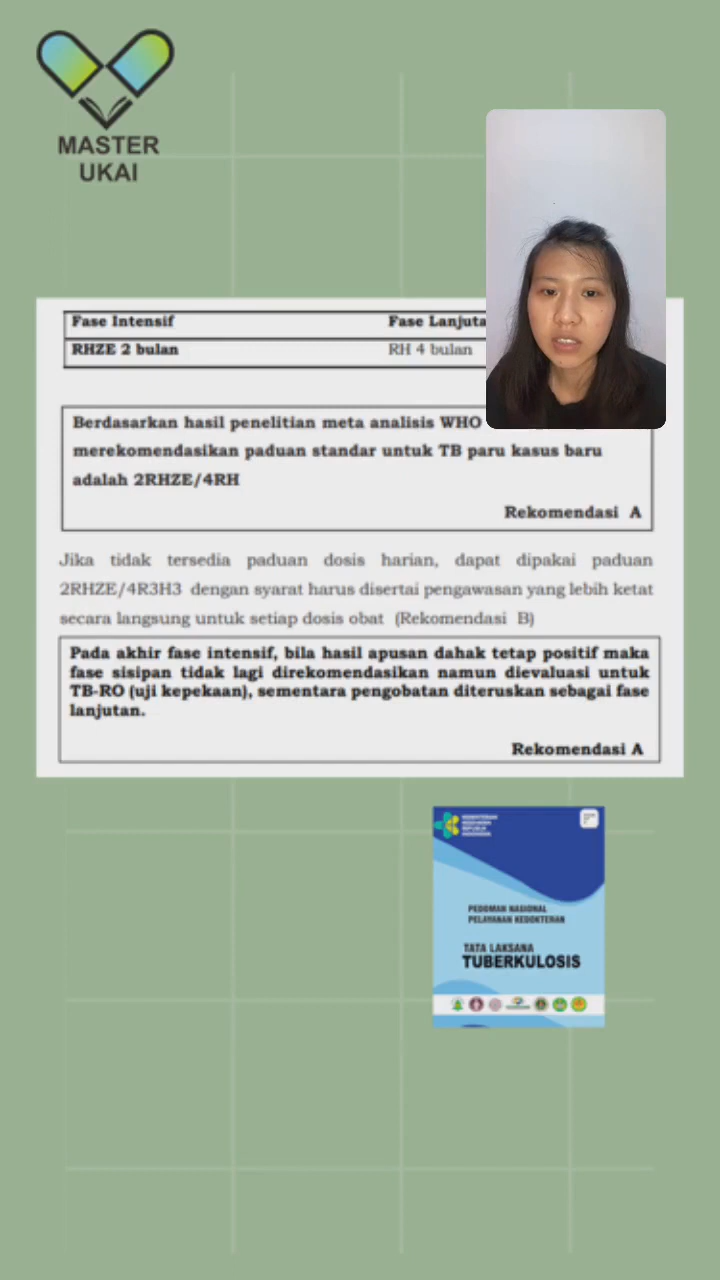 MASTER
UKAI
Fase Intensif Fase Lanjuta
RHZE 2 bulan RH 4 bulan
Berdasarkan hasil penelitian meta analisis WHO
merekomendasikan paduan standar untuk TB paru kasus baru
adalah 2RHZE/4RH
Rekomendasi A
Jika tidak tersedia paduan dosis harian, dapat dipakai paduan
2RHZE/4R3H3 dengan syarat harus disertai pengawasan yang lebih ketat
secara langsung untuk setiap dosis obat (Rekomendasi B)
Pada akhir fase intensif, bila hasil apusan dahak tetap positif maka
fase sisipan tidak lagi direkomendasikan namun dievaluasi untuk
TB-RO (uji kepekaan), sementara pengobatan diteruskan sebagai fase
lanjutan.
Rekomendasi A
KEMENTERIAN
KESEHATAN
REPUBLIK
INDONESIA
PEDOMAN NASIONAL
PELAYANAN KEDOKTERAN
TATA LAKSANA
TUBERKULOSIS